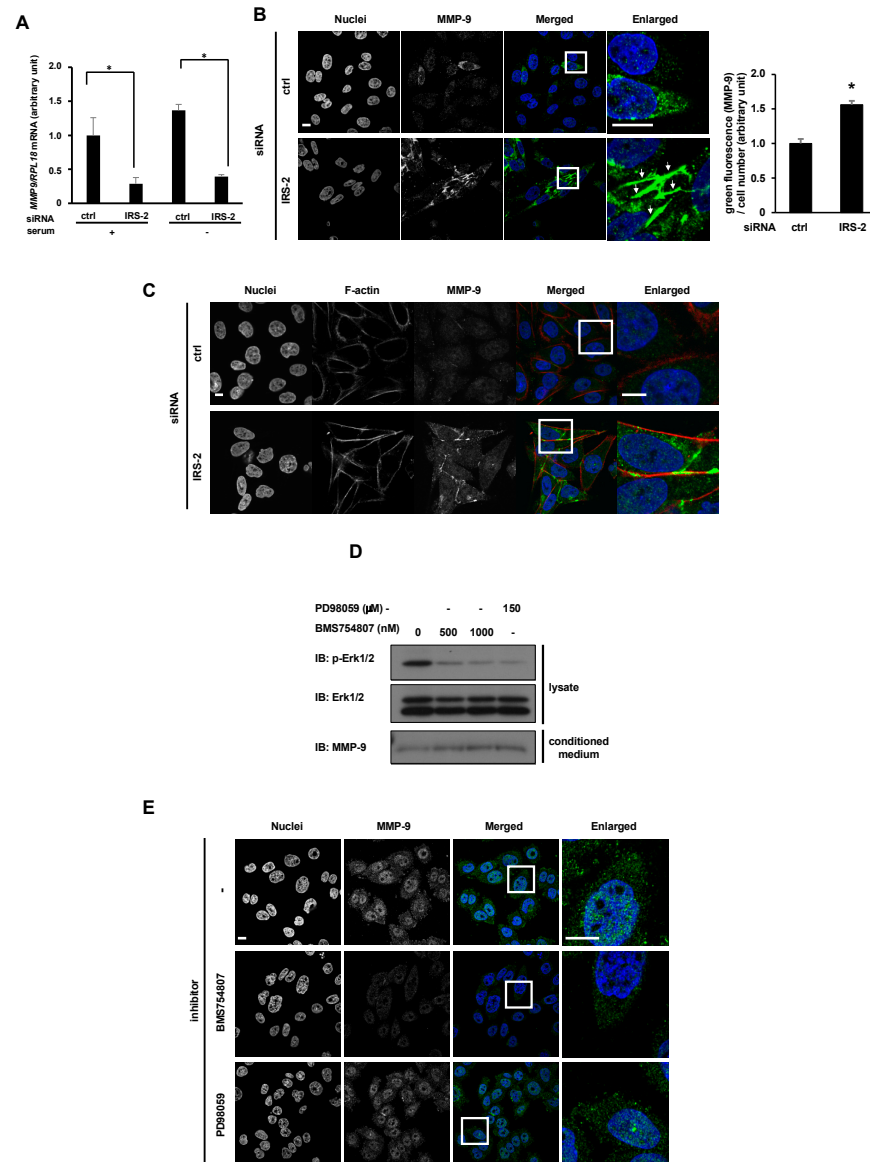 A
MMP9/RPL18 mRNA (arbitrary unit)
2.0
1.5
1.0
0.5
0
*
*
siRNA ctrl IRS-2 ctrl IRS-2
serum + -
B
Nuclei MMP-9 Merged Enlarged
siRNA
ctrl
IRS-2
green fluorescence (MMP-9)
/ cell number (arbitrary unit)
2.0
1.5
1.0
0.5
0
*
siRNA ctrl IRS-2
C
Nuclei F-actin MMP-9 Merged Enlarged
siRNA
ctrl
IRS-2
D
PD98059 (μM) - - - 150
BMS754807 (nM) 0 500 1000 -
IB: p-Erk1/2
IB: Erk1/2
lysate
IB: MMP-9
conditioned
medium
E
Nuclei MMP-9 Merged Enlarged
inhibitor
-
BMS754807
PD98059